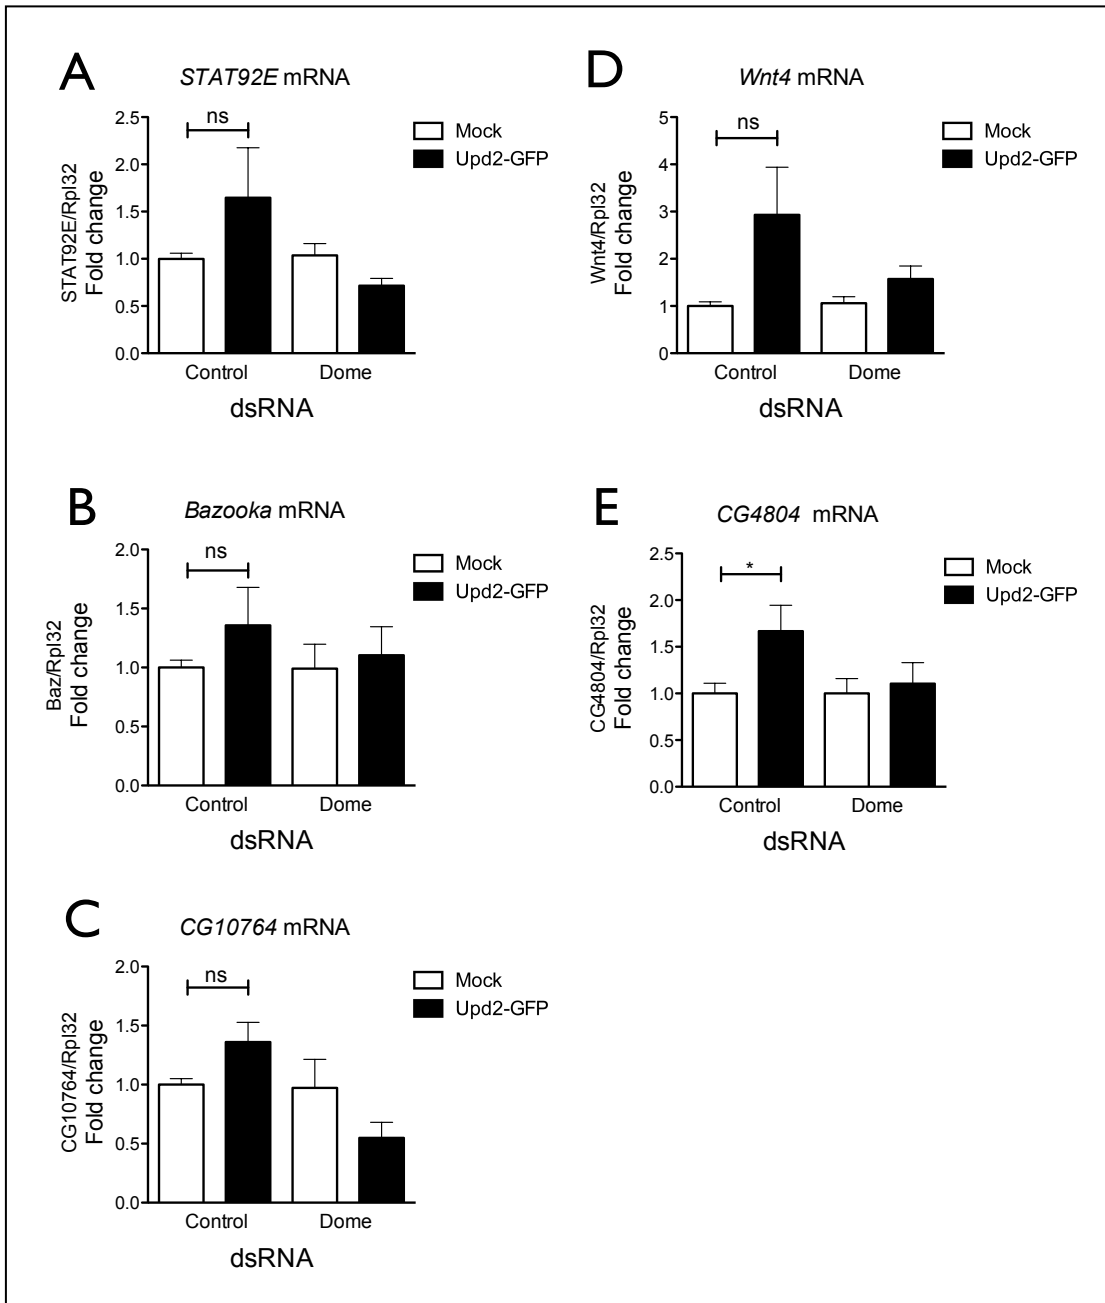 A
STAT92E mRNA
ns
Mock
Upd2-GFP
STAT92E/Rpl32
Fold change
2.5
2.0
1.5
1.0
0.5
0.0
Control Dome
dsRNA
D
Wnt4 mRNA
ns
Mock
Upd2-GFP
Wnt4/Rpl32
Fold change
5
4
3
2
1
0
Control Dome
dsRNA
B
Bazooka mRNA
ns
Mock
Upd2-GFP
Baz/Rpl32
Fold change
2.0
1.5
1.0
0.5
0.0
Control Dome
dsRNA
E
CG4804 mRNA
*
Mock
Upd2-GFP
CG4804/Rpl32
Fold change
2.5
2.0
1.5
1.0
0.5
0.0
Control Dome
dsRNA
C
CG10764 mRNA
ns
Mock
Upd2-GFP
CG10764/Rpl32
Fold change
2.0
1.5
1.0
0.5
0.0
Control Dome
dsRNA